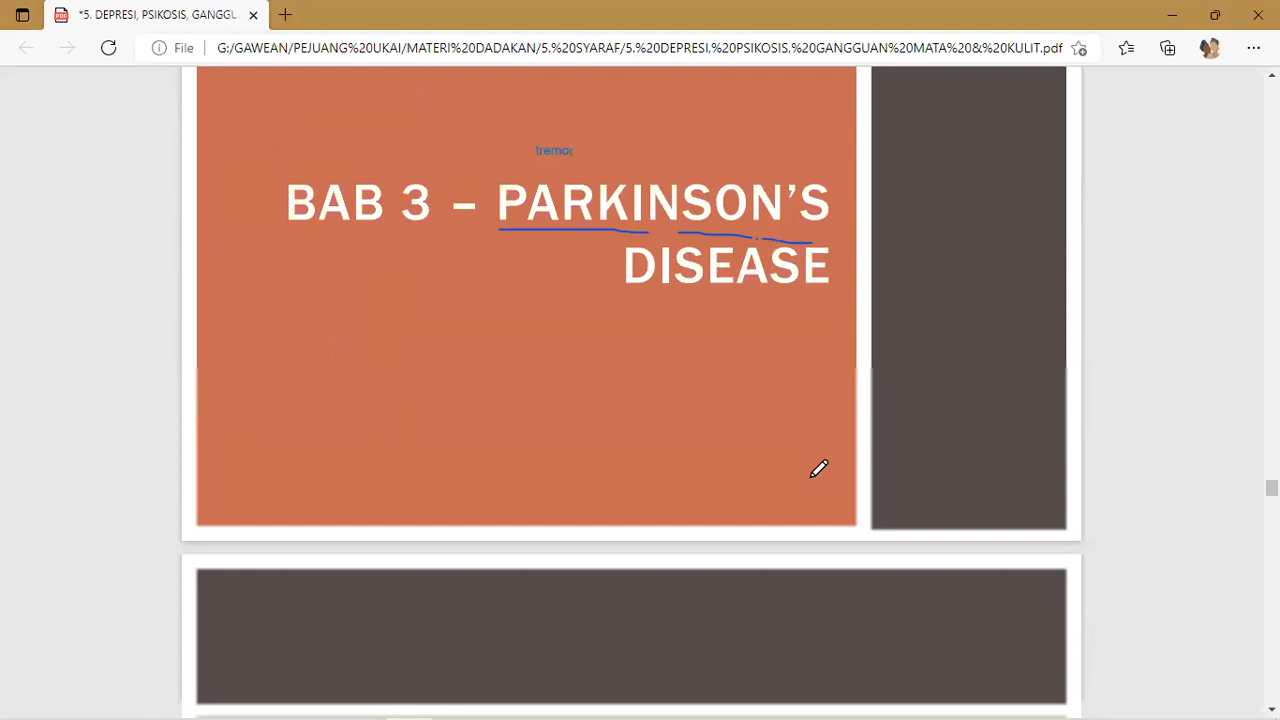 *5. DEPRESI, PSIKOSIS, GANGGU
File
G:/GAWEAN/PEJUANG%20UKAI/MATERI%20DADAKAN/5.%20SYARAF/5.%20DEPRESI,%20PSIKOSIS,%20GANGGUAN%20MATA%20&%20KULIT.pdf
tremor
BAB 3 – PARKINSON’S
DISEASE